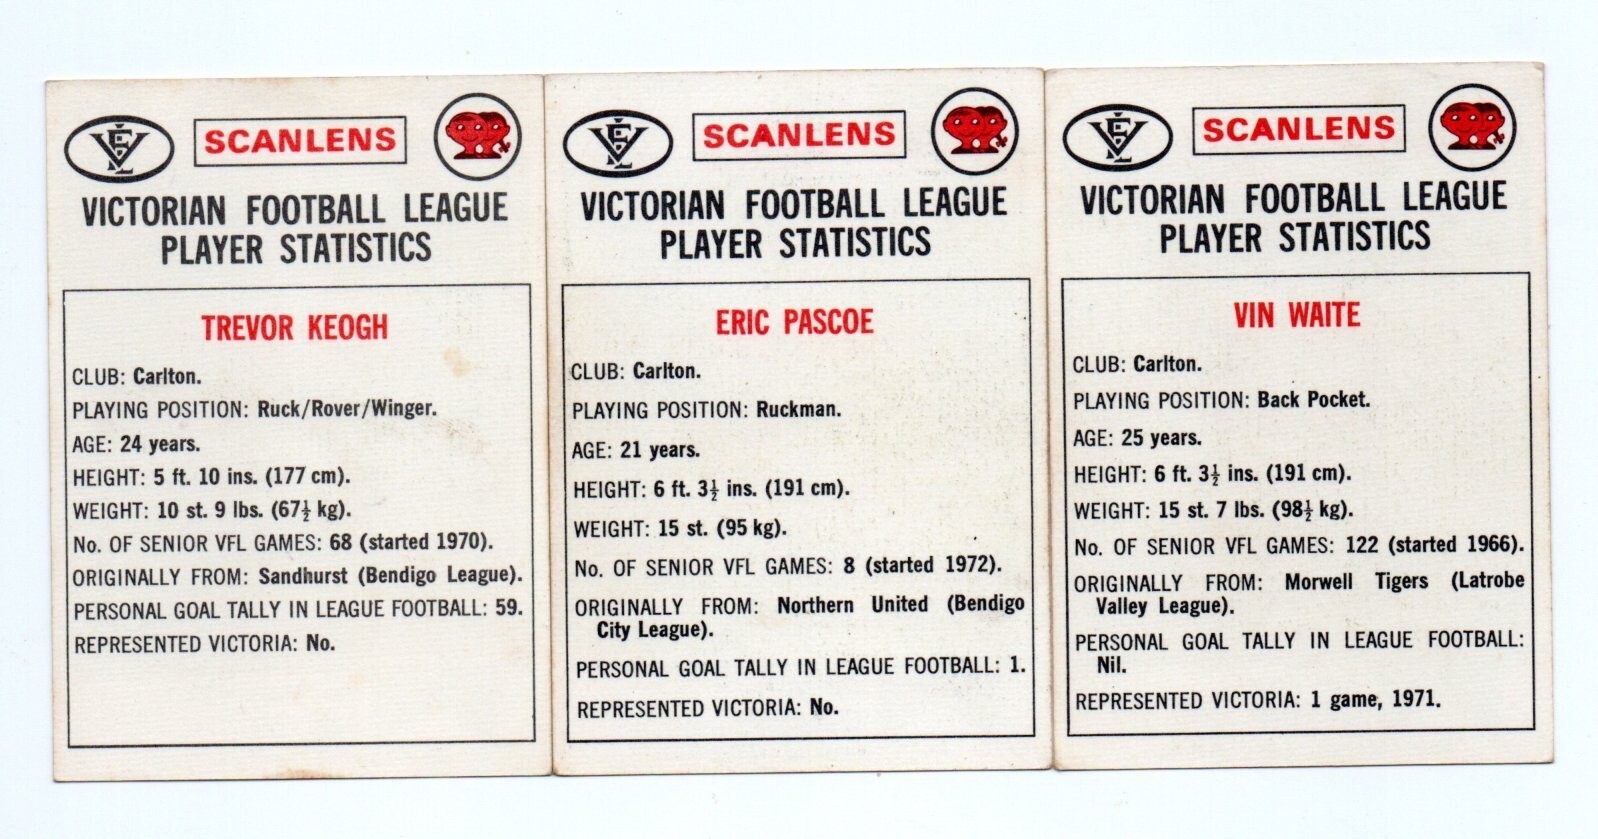 VFL
SCANLENS
VICTORIAN FOOTBALL LEAGUE
PLAYER STATISTICS
TREVOR KEOGH
CLUB: Carlton.
PLAYING POSITION: Ruck/Rover/Winger.
AGE: 24 years.
HEIGHT: 5 ft. 10 ins. (177 cm).
WEIGHT: 10 st. 9 lbs. (67½ kg).
No. OF SENIOR VFL GAMES: 68 (started 1970).
ORIGINALLY FROM: Sandhurst (Bendigo League).
PERSONAL GOAL TALLY IN LEAGUE FOOTBALL: 59.
REPRESENTED VICTORIA: No.
VFL
SCANLENS
VICTORIAN FOOTBALL LEAGUE
PLAYER STATISTICS
ERIC PASCOE
CLUB: Carlton.
PLAYING POSITION: Ruckman.
AGE: 21 years.
HEIGHT: 6 ft. 3½ ins. (191 cm).
WEIGHT: 15 st. (95 kg).
No. OF SENIOR VFL GAMES: 8 (started 1972).
ORIGINALLY FROM: Northern United (Bendigo
City League).
PERSONAL GOAL TALLY IN LEAGUE FOOTBALL: 1.
REPRESENTED VICTORIA: No.
VFL
SCANLENS
VICTORIAN FOOTBALL LEAGUE
PLAYER STATISTICS
VIN WAITE
CLUB: Carlton.
PLAYING POSITION: Back Pocket.
AGE: 25 years.
HEIGHT: 6 ft. 3½ ins. (191 cm).
WEIGHT: 15 st. 7 lbs. (98½ kg).
No. OF SENIOR VFL GAMES: 122 (started 1966).
ORIGINALLY FROM: Morwell Tigers (Latrobe
Valley League).
PERSONAL GOAL TALLY IN LEAGUE FOOTBALL:
Nil.
REPRESENTED VICTORIA: 1 game, 1971.